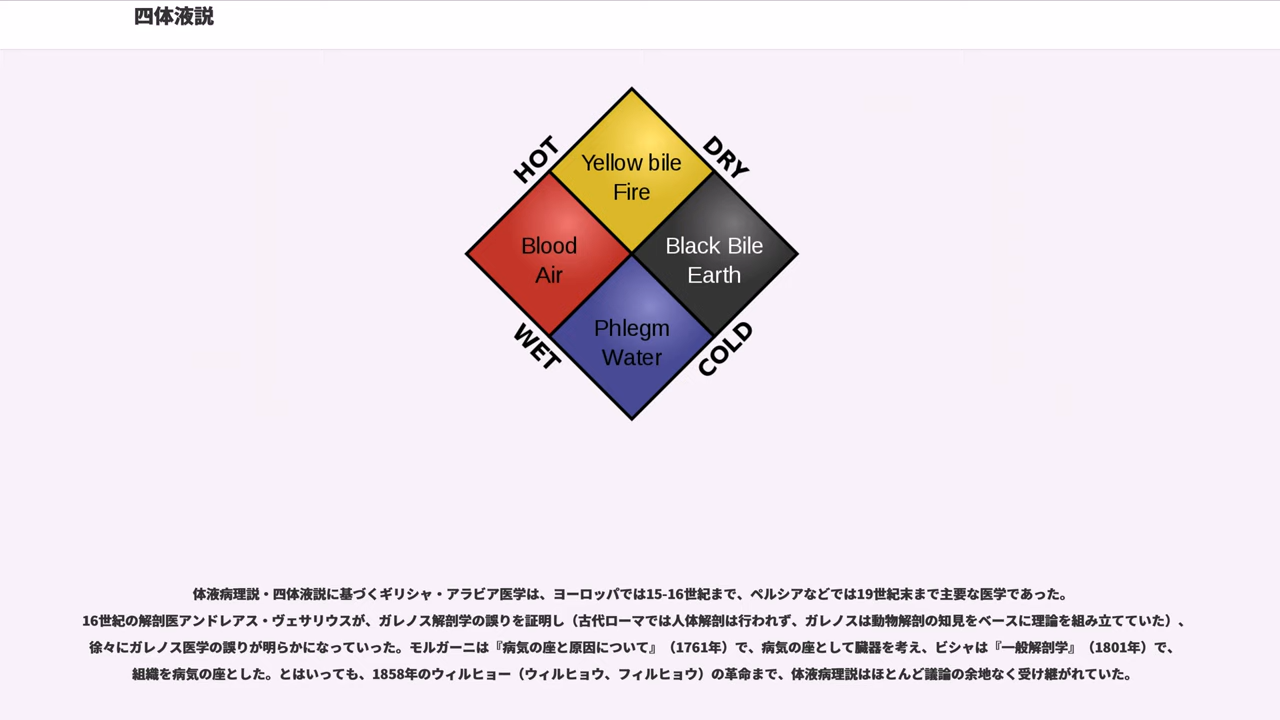 四体液説
HOT
DRY
Yellow bile
Fire
Blood
Air
Black Bile
Earth
Phlegm
Water
WET
COLD
体液病理説・四体液説に基づくギリシャ・アラビア医学は、ヨーロッパでは15-16世紀まで、ペルシアなどでは19世紀末まで主要な医学であった。
16世紀の解剖医アンドレアス・ヴェサリウスが、ガレノス解剖学の誤りを証明し（古代ローマでは人体解剖は行われず、ガレノスは動物解剖の知見をベースに理論を組み立てていた）、
徐々にガレノス医学の誤りが明らかになっていった。モルガーニは『病気の座と原因について』（1761年）で、病気の座として臓器を考え、ビシャは『一般解剖学』（1801年）で、
組織を病気の座とした。とはいっても、1858年のウィルヒョー（ウィルヒョウ、フィルヒョウ）の革命まで、体液病理説はほとんど議論の余地なく受け継がれていた。